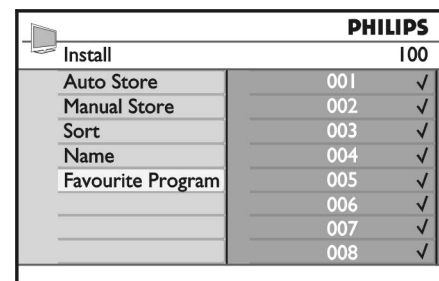 PHILIPS
Install 100
Auto Store 001 ✓
Manual Store 002 ✓
Sort 003 ✓
Name 004 ✓
Favourite Program 005 ✓
006 ✓
007 ✓
008 ✓